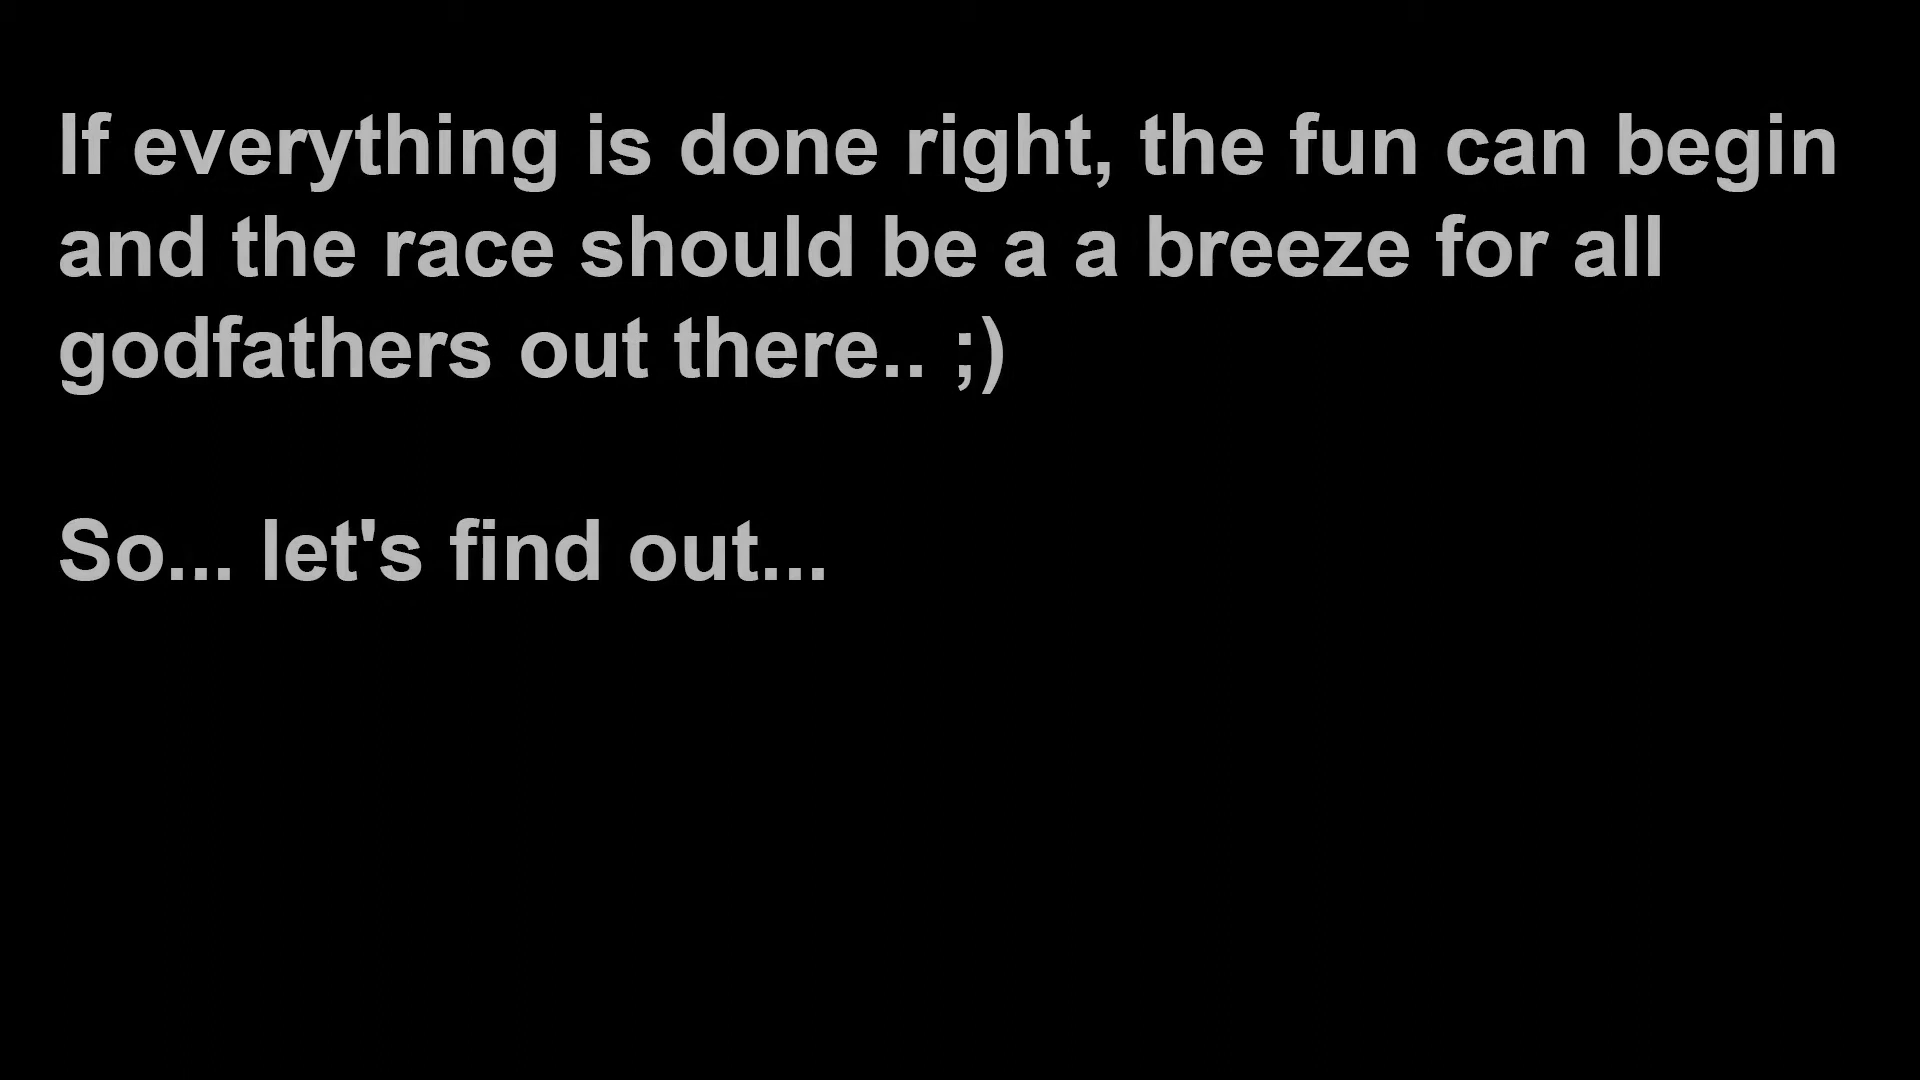 If everything is done right, the fun can begin
and the race should be a a breeze for all
godfathers out there.. ;)
So... let's find out...